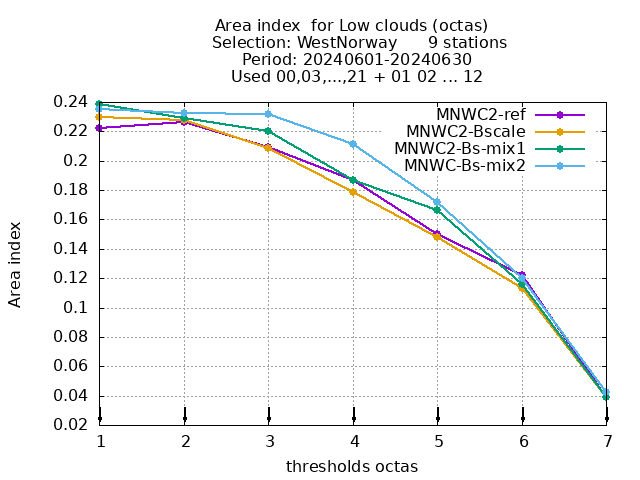 Area index  for Low clouds (octas)
Selection: WestNorway      9 stations
Period: 20240601-20240630
Used 00,03,...,21 + 01 02 ... 12
MNWC2-ref
MNWC2-Bscale
MNWC2-Bs-mix1
MNWC-Bs-mix2
Area index
0.24
0.22
0.2
0.18
0.16
0.14
0.12
0.1
0.08
0.06
0.04
0.02
1 2 3 4 5 6 7
thresholds octas